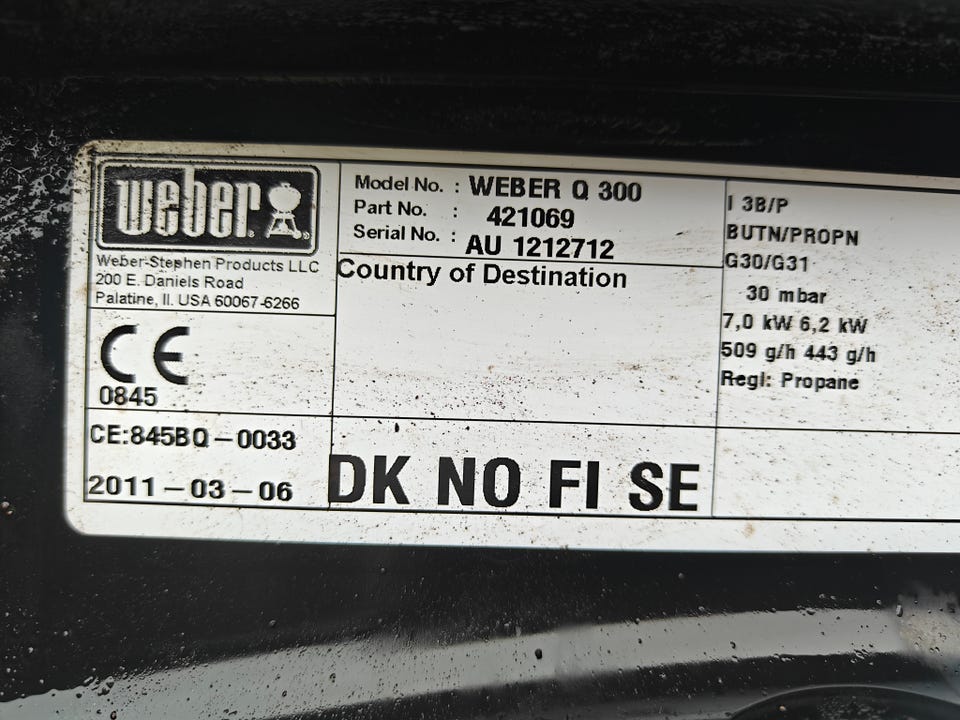 weber.
Weber-Stephen Products LLC
200 E. Daniels Road
Palatine, Il. USA 60067-6266
CE
0845
CE:845BQ-0033
2011-03-06
Model No. : WEBER Q 300
Part No. : 421069
Serial No. : AU 1212712
Country of Destination
DK NO FI SE
I 3B/P
BUTN/PROPN
G30/G31
30 mbar
7,0 kW 6,2 kW
509 g/h 443 g/h
Regl: Propane